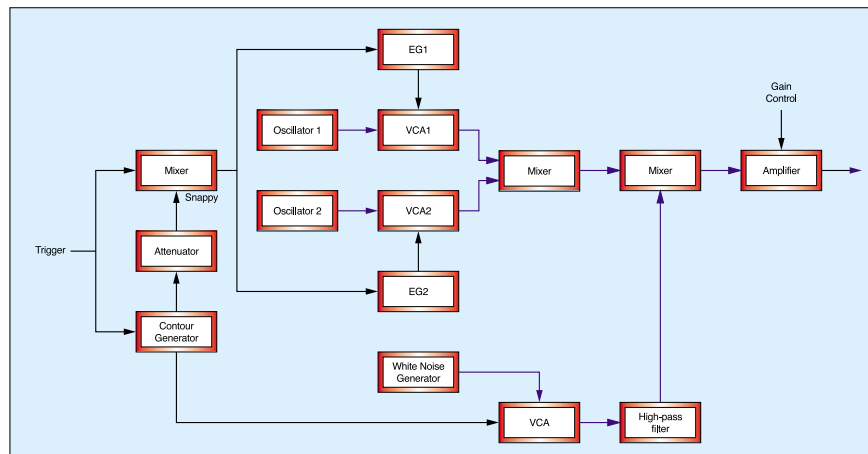 EG1
Gain
Control
Oscillator 1
VCA1
Mixer
Mixer
Mixer
Amplifier
Snappy
Oscillator 2
VCA2
Trigger
Attenuator
EG2
Contour
Generator
White Noise
Generator
VCA
High-pass
filter